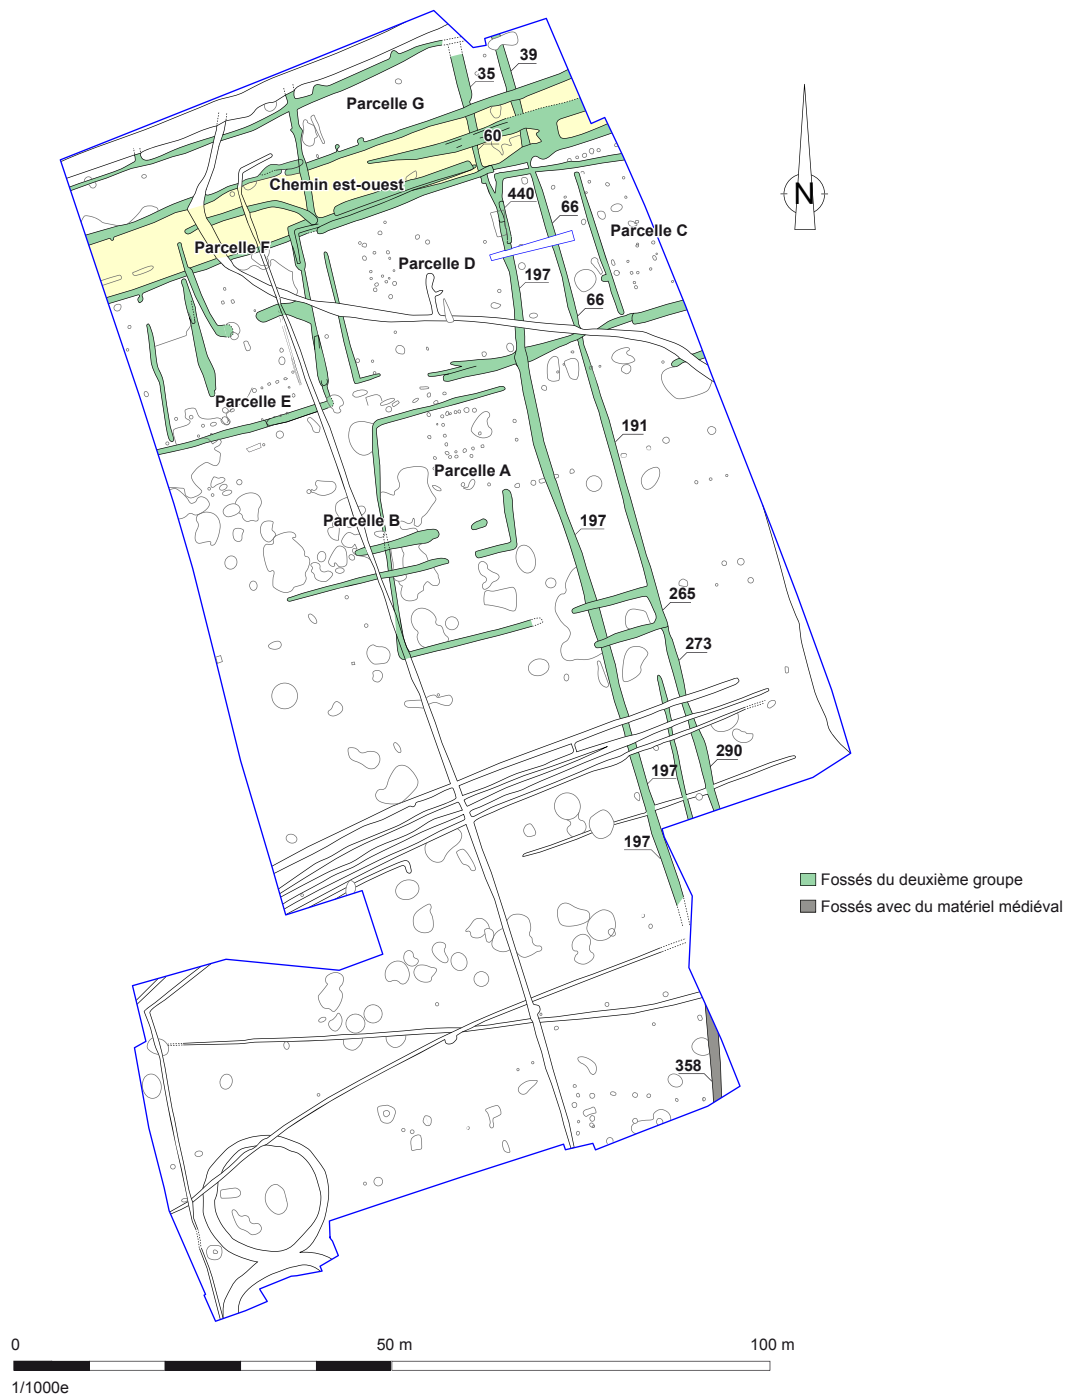 39
35
Parcelle G
60
Chemin est-ouest
440
66
Parcelle C
Parcelle F
Parcelle D
197
66
Parcelle E
191
Parcelle A
Parcelle B
197
265
273
290
197
197
358
N
Fossés du deuxième groupe
Fossés avec du matériel médiéval
0
50 m
100 m
1/1000e